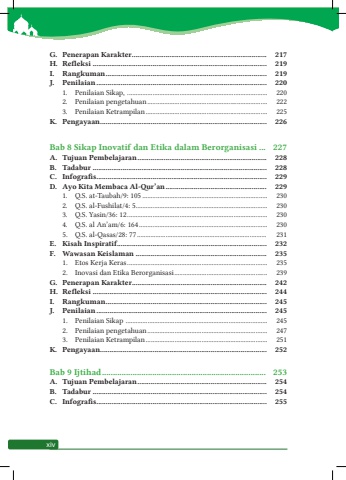 G. Penerapan Karakter 217
H. Refleksi 219
I. Rangkuman 219
J. Penilaian 220
1. Penilaian Sikap, 220
2. Penilaian pengetahuan 222
3. Penilaian Ketrampilan 225
K. Pengayaan 226
Bab 8 Sikap Inovatif dan Etika dalam Berorganisasi ... 227
A. Tujuan Pembelajaran 228
B. Tadabur 228
C. Infografis 229
D. Ayo Kita Membaca Al-Qur'an 229
1. Q.S. at-Taubah/9: 105 230
2. Q.S. al-Fushilat/4: 5 230
3. Q.S. Yasin/36: 12 230
4. Q.S. al An'am/6: 164 230
5. Q.S. al-Qasas/28: 77 231
E. Kisah Inspiratif 232
F. Wawasan Keislaman 235
1. Etos Kerja Keras 235
2. Inovasi dan Etika Berorganisasi 239
G. Penerapan Karakter 242
H. Refleksi 244
I. Rangkuman 245
J. Penilaian 245
1. Penilaian Sikap 245
2. Penilaian pengetahuan 247
3. Penilaian Ketrampilan 251
K. Pengayaan 252
Bab 9 Ijtihad 253
A. Tujuan Pembelajaran 254
B. Tadabur 254
C. Infografis 255
xiv